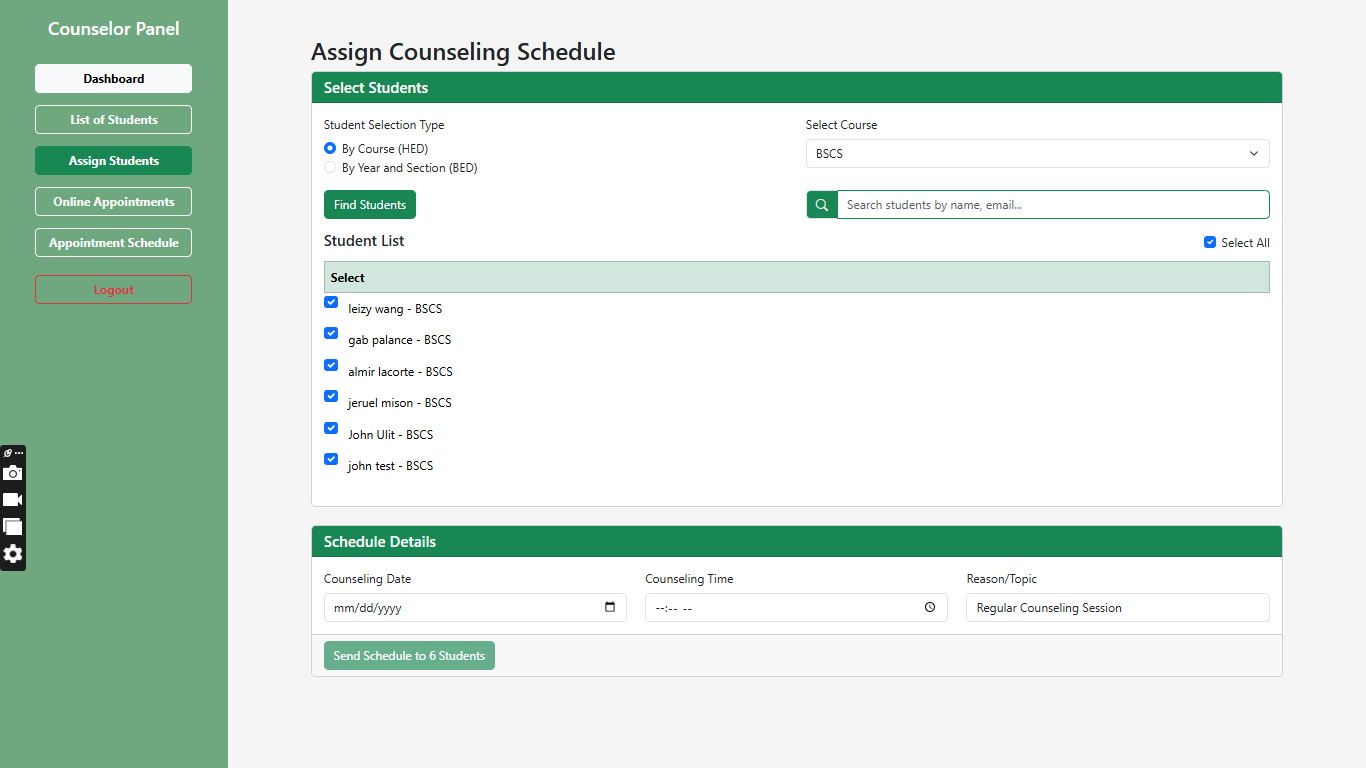 Counselor Panel
Dashboard
List of Students
Assign Students
Online Appointments
Appointment Schedule
Logout
Assign Counseling Schedule
Select Students
Student Selection Type
By Course (HED)
By Year and Section (BED)
Select Course
BSCS
Find Students
Search students by name, email...
Student List
Select All
Select
leizy wang - BSCS
gab palance - BSCS
almir lacorte - BSCS
jeruel mison - BSCS
John Ulit - BSCS
john test - BSCS
Schedule Details
Counseling Date
Counseling Time
Reason/Topic
mm/dd/yyyy
--:-- --
Regular Counseling Session
Send Schedule to 6 Students